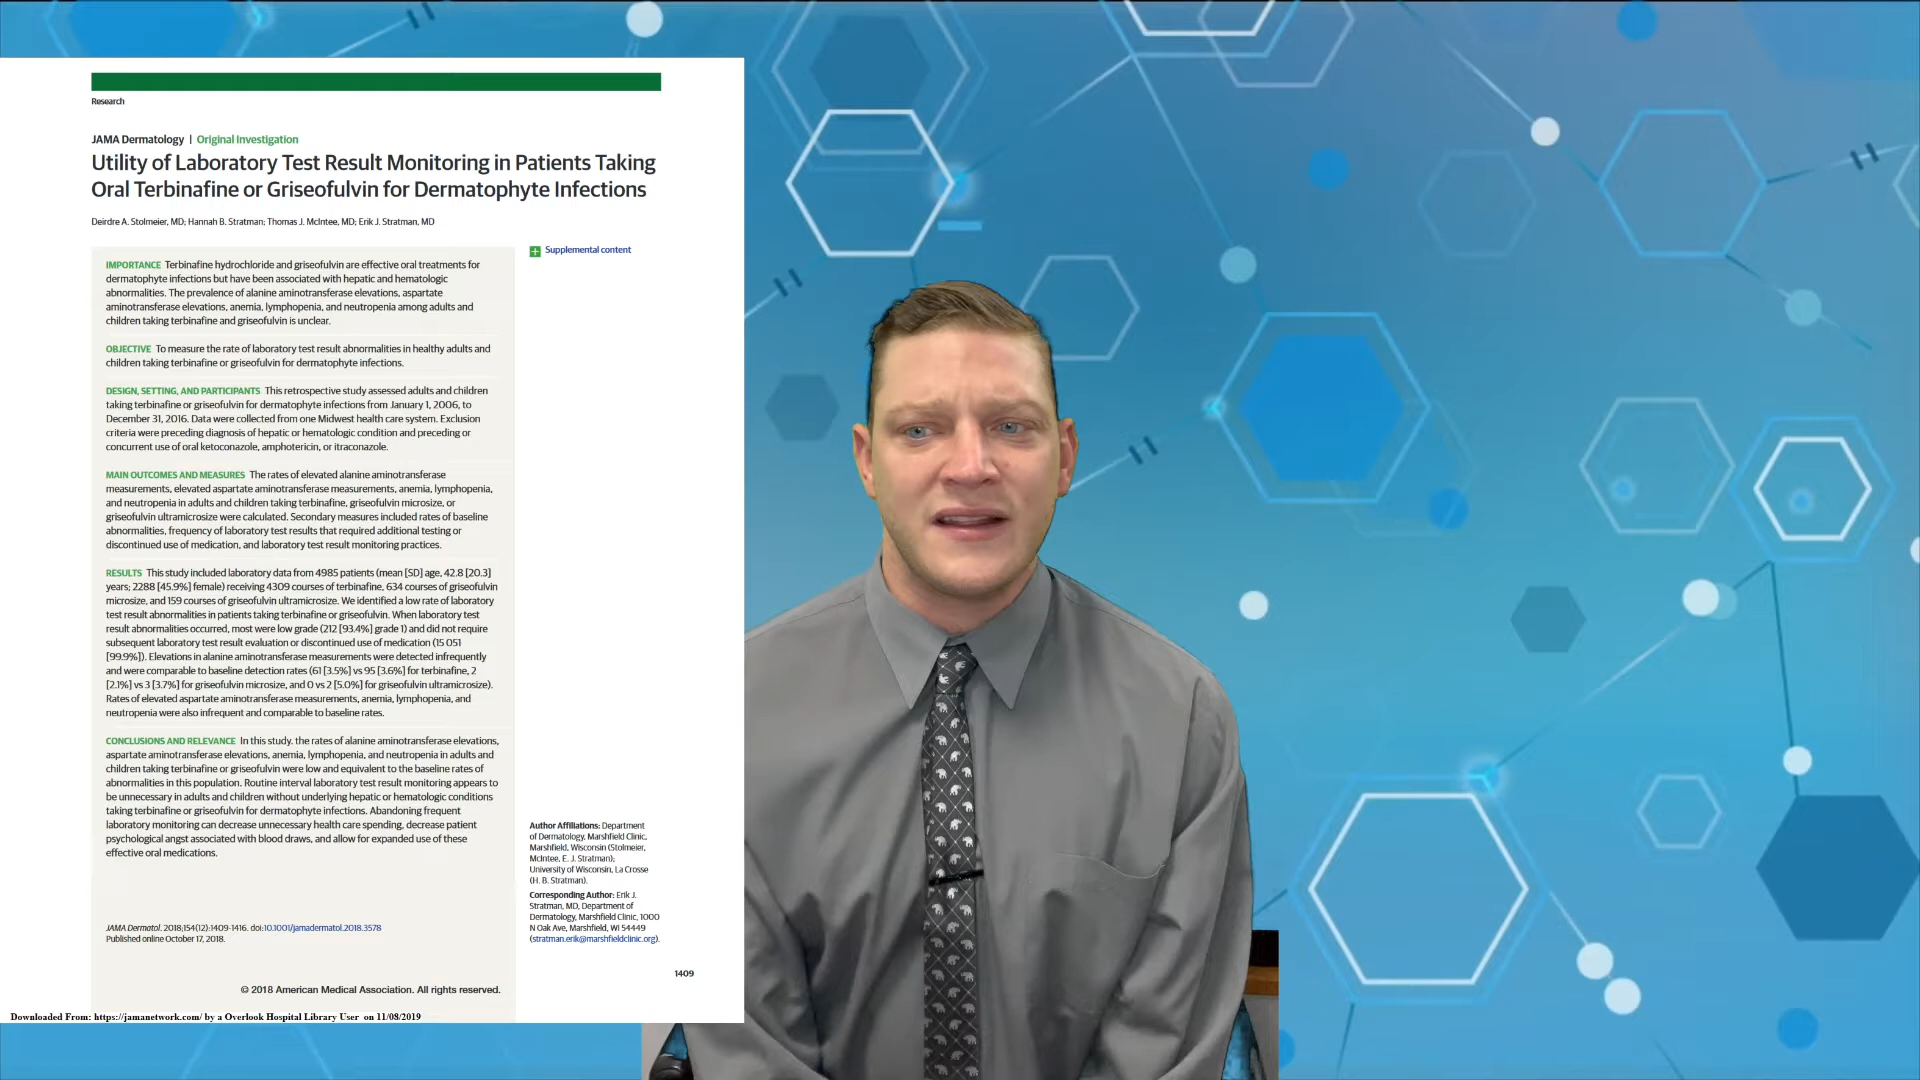 Research
JAMA Dermatology | Original Investigation
Utility of Laboratory Test Result Monitoring in Patients Taking
Oral Terbinafine or Griseofulvin for Dermatophyte Infections
Deirdre A. Stolmeier, MD; Hannah B. Stratman; Thomas J. McIntee, MD; Erik J. Stratman, MD
IMPORTANCE Terbinafine hydrochloride and griseofulvin are effective oral treatments for
dermatophyte infections but have been associated with hepatic and hematologic
abnormalities. The prevalence of alanine aminotransferase elevations, aspartate
aminotransferase elevations, anemia, lymphopenia, and neutropenia among adults and
children taking terbinafine and griseofulvin is unclear.
OBJECTIVE To measure the rate of laboratory test result abnormalities in healthy adults and
children taking terbinafine or griseofulvin for dermatophyte infections.
DESIGN, SETTING, AND PARTICIPANTS This retrospective study assessed adults and children
taking terbinafine or griseofulvin for dermatophyte infections from January 1, 2006, to
December 31, 2016. Data were collected from one Midwest health care system. Exclusion
criteria were preceding diagnosis of hepatic or hematologic condition and preceding or
concurrent use of oral ketoconazole, amphotericin, or itraconazole.
MAIN OUTCOMES AND MEASURES The rates of elevated alanine aminotransferase
measurements, elevated aspartate aminotransferase measurements, anemia, lymphopenia,
and neutropenia in adults and children taking terbinafine, griseofulvin microsize, or
griseofulvin ultramicrosize were calculated. Secondary measures included rates of baseline
abnormalities, frequency of laboratory test results that required additional testing or
discontinued use of medication, and laboratory test result monitoring practices.
RESULTS This study included laboratory data from 4985 patients (mean [SD] age, 42.8 [20.3]
years; 2288 [45.9%] female) receiving 4309 courses of terbinafine, 634 courses of griseofulvin
microsize, and 159 courses of griseofulvin ultramicrosize. We identified a low rate of laboratory
test result abnormalities in patients taking terbinafine or griseofulvin. When laboratory test
result abnormalities occurred, most were low grade (212 [93.4%] grade 1) and did not require
subsequent laboratory test result evaluation or discontinued use of medication (15 051
[99.9%]). Elevations in alanine aminotransferase measurements were detected infrequently
and were comparable to baseline detection rates (61 [3.5%] vs 95 [3.6%] for terbinafine, 2
[2.1%] vs 3 [3.7%] for griseofulvin microsize, and 0 vs 2 [5.0%] for griseofulvin ultramicrosize).
Rates of elevated aspartate aminotransferase measurements, anemia, lymphopenia, and
neutropenia were also infrequent and comparable to baseline rates.
CONCLUSIONS AND RELEVANCE In this study, the rates of alanine aminotransferase elevations,
aspartate aminotransferase elevations, anemia, lymphopenia, and neutropenia in adults and
children taking terbinafine or griseofulvin were low and equivalent to the baseline rates of
abnormalities in this population. Routine interval laboratory test result monitoring appears to
be unnecessary in adults and children without underlying hepatic or hematologic conditions
taking terbinafine or griseofulvin for dermatophyte infections. Abandoning frequent
laboratory monitoring can decrease unnecessary health care spending, decrease patient
psychological angst associated with blood draws, and allow for expanded use of these
effective oral medications.
JAMA Dermatol. 2018;154(12):1409-1416. doi:10.1001/jamadermatol.2018.3578
Published online October 17, 2018.
Supplemental content
Author Affiliations: Department
of Dermatology, Marshfield Clinic,
Marshfield, Wisconsin (Stolmeier,
McIntee, E. J. Stratman);
University of Wisconsin, La Crosse
(H. B. Stratman).
Corresponding Author: Erik J.
Stratman, MD, Department of
Dermatology, Marshfield Clinic, 1000
N Oak Ave, Marshfield, WI 54449
(stratman.erik@marshfieldclinic.org).
1409
© 2018 American Medical Association. All rights reserved.
Downloaded From: https://jamanetwork.com/ by a Overlook Hospital Library User on 11/08/2019